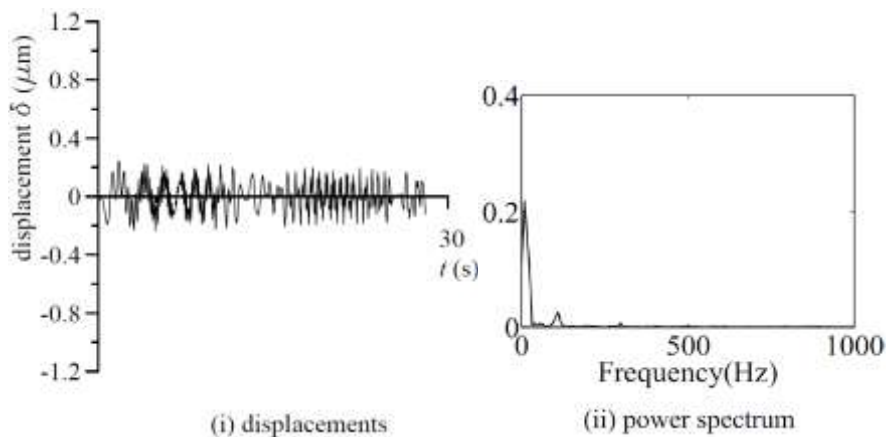 displacement δ (μm)
1.2
0.8
0.4
0
-0.4
-0.8
-1.2
30
t (s)
(i) displacements
0.4
0.2
0
0
500
1000
Frequency(Hz)
(ii) power spectrum